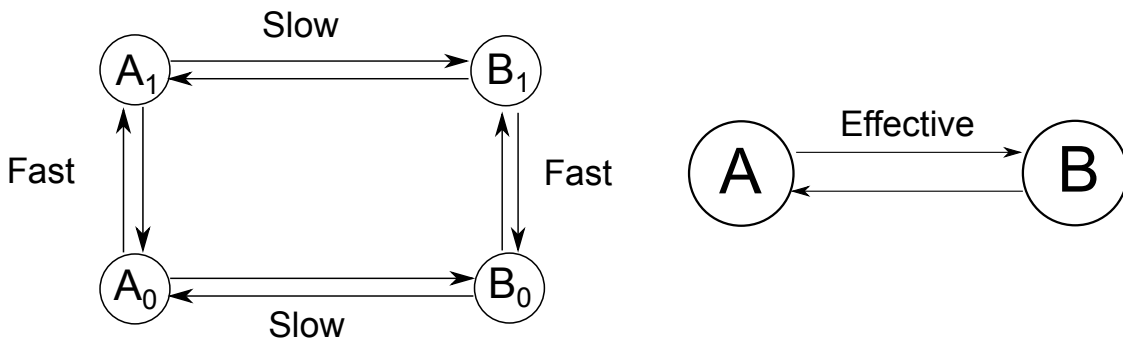 Slow
A₁
B₁
Fast
Fast
A₀
B₀
Slow
Effective
A
B